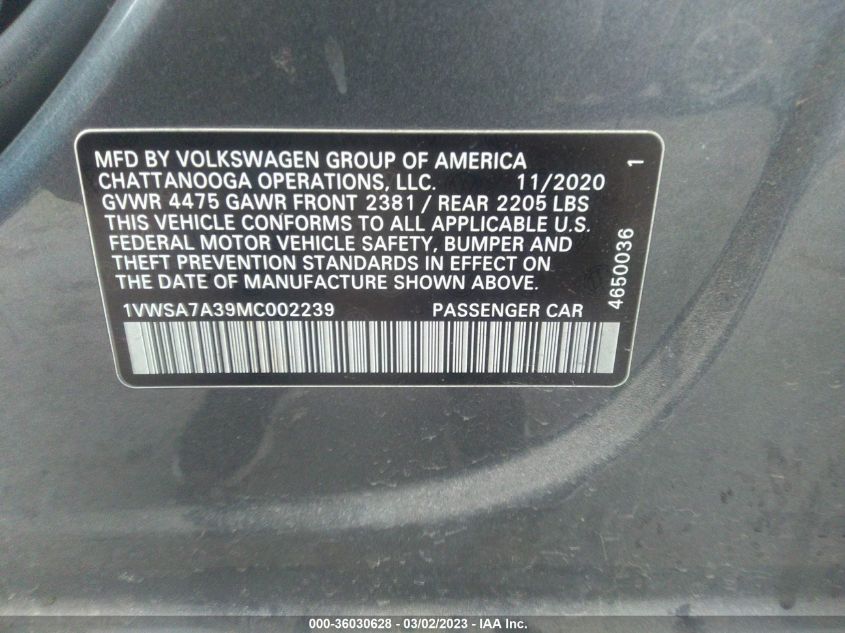 MFD BY VOLKSWAGEN GROUP OF AMERICA
CHATTANOOGA OPERATIONS, LLC. 11/2020
GVWR 4475 GAWR FRONT 2381 / REAR 2205 LBS
THIS VEHICLE CONFORMS TO ALL APPLICABLE U.S.
FEDERAL MOTOR VEHICLE SAFETY, BUMPER AND
THEFT PREVENTION STANDARDS IN EFFECT ON
THE DATE OF MANUFACTURE SHOWN ABOVE.
1VWSA7A39MC002239 PASSENGER CAR
4650036 1
000-36030628 - 03/02/2023 - IAA Inc.